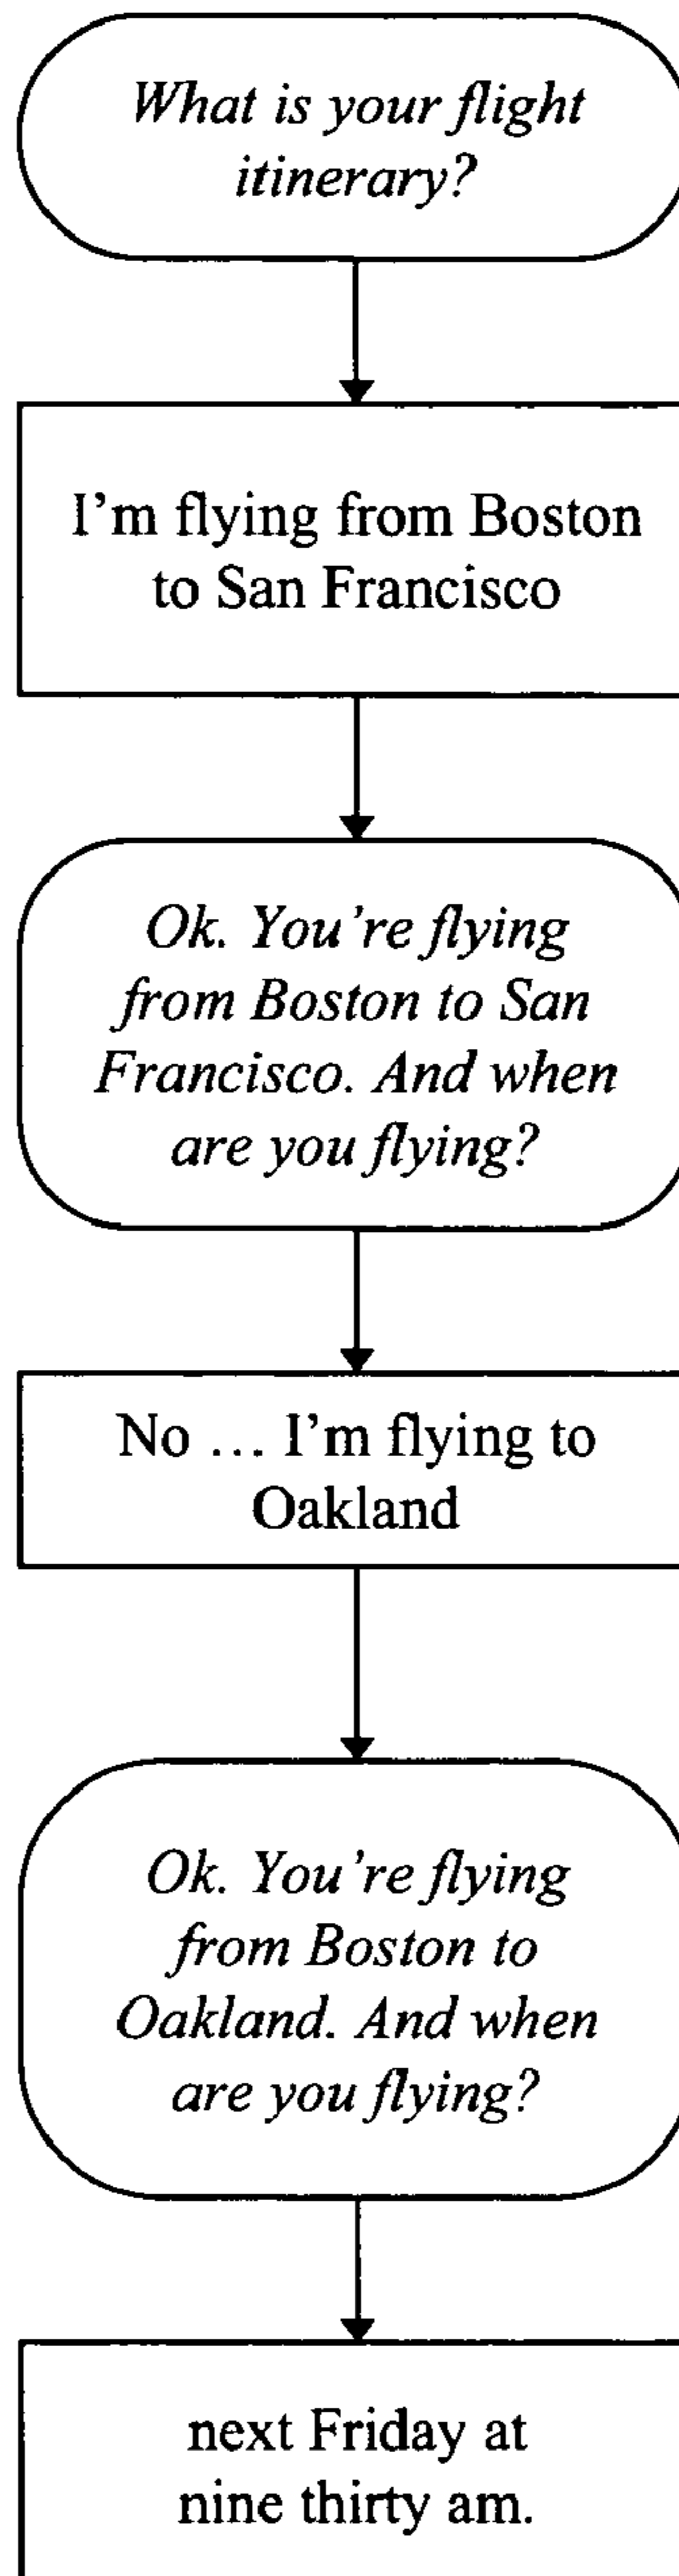 What is your flight
itinerary?
I'm flying from Boston
to San Francisco
Ok. You're flying
from Boston to San
Francisco. And when
are you flying?
No ... I'm flying to
Oakland
Ok. You're flying
from Boston to
Oakland. And when
are you flying?
next Friday at
nine thirty am.